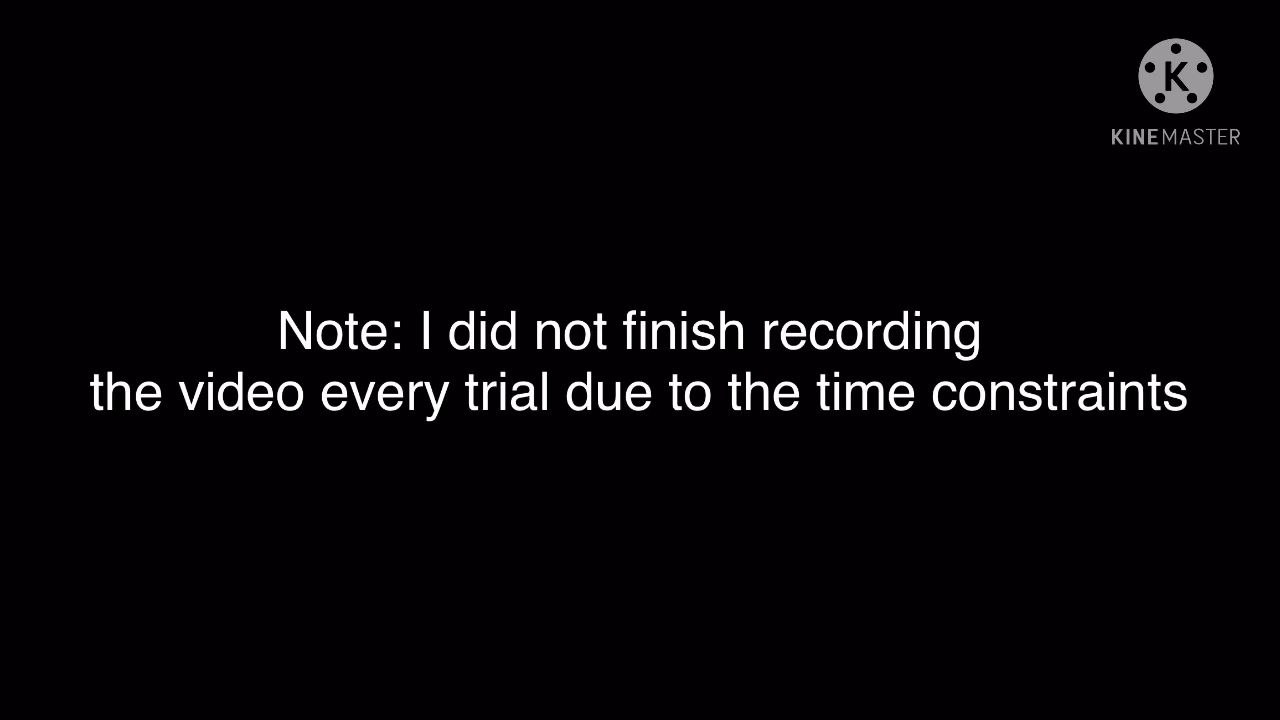 K
KINEMASTER
Note: I did not finish recording
the video every trial due to the time constraints